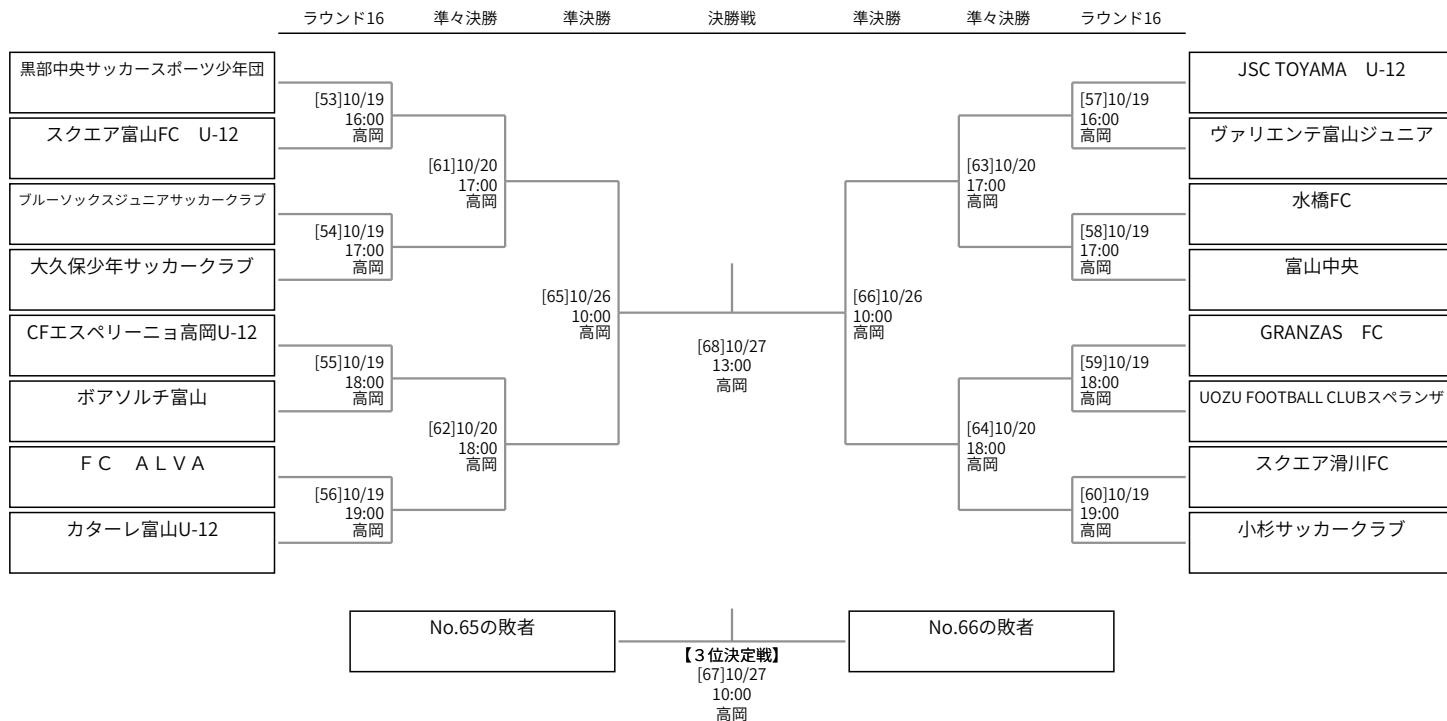 ラウンド16
準々決勝
準決勝
決勝戦
準決勝
準々決勝
ラウンド16
黒部中央サッカースポーツ少年団
スクエア富山FC　U-12
ブルーソックスジュニアサッカークラブ
大久保少年サッカークラブ
CFエスペリーニョ高岡U-12
ボアソルチ富山
ＦＣ　ＡＬＶＡ
カターレ富山U-12
[53]10/19
16:00
高岡
[54]10/19
17:00
高岡
[55]10/19
18:00
高岡
[56]10/19
19:00
高岡
[61]10/20
17:00
高岡
[62]10/20
18:00
高岡
[65]10/26
10:00
高岡
[68]10/27
13:00
高岡
[66]10/26
10:00
高岡
[63]10/20
17:00
高岡
[64]10/20
18:00
高岡
[57]10/19
16:00
高岡
[58]10/19
17:00
高岡
[59]10/19
18:00
高岡
[60]10/19
19:00
高岡
JSC TOYAMA　U-12
ヴァリエンテ富山ジュニア
水橋FC
富山中央
GRANZAS　FC
UOZU FOOTBALL CLUBスペランザ
スクエア滑川FC
小杉サッカークラブ
No.65の敗者
No.66の敗者
【３位決定戦】
[67]10/27
10:00
高岡